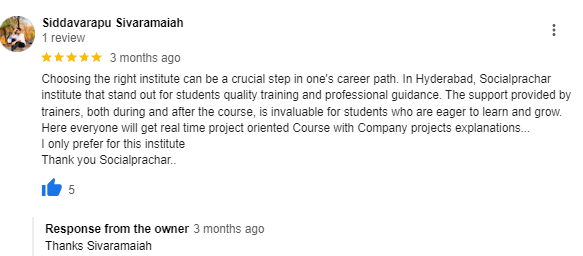 Siddavarapu Sivaramaiah
1 review
3 months ago
Choosing the right institute can be a crucial step in one's career path. In Hyderabad, Socialprachar
institute that stand out for students quality training and professional guidance. The support provided by
trainers, both during and after the course, is invaluable for students who are eager to learn and grow.
Here everyone will get real time project oriented Course with Company projects explanations...
I only prefer for this institute
Thank you Socialprachar..
5
Response from the owner 3 months ago
Thanks Sivaramaiah